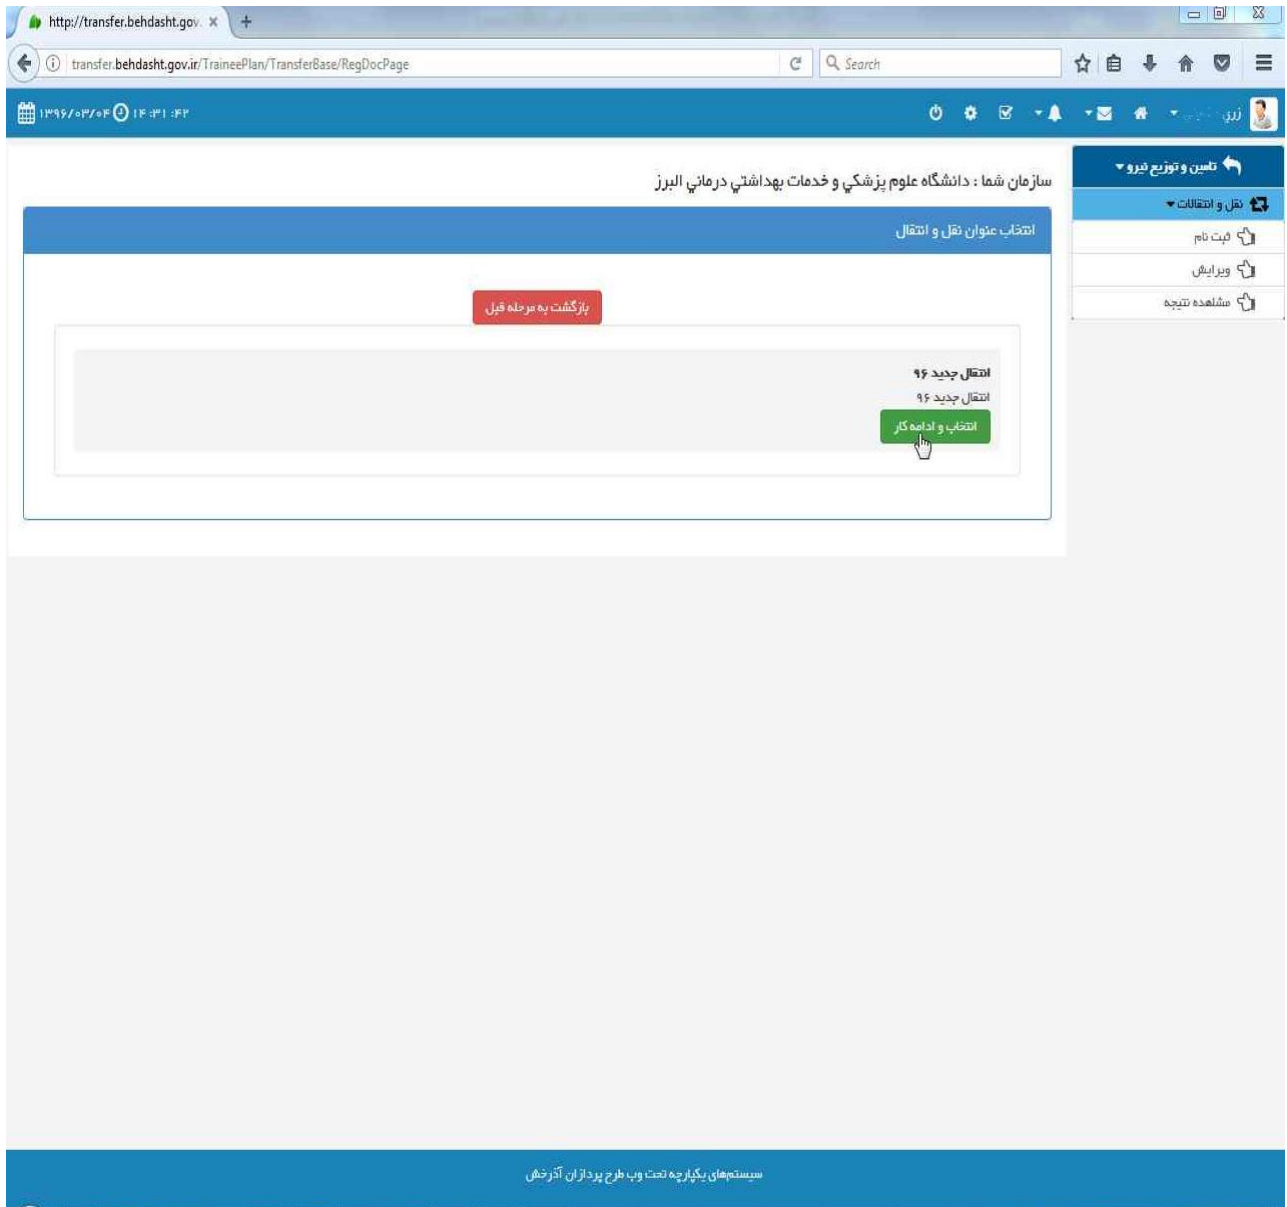 http://transfer.behdasht.gov.
transfer.behdasht.gov.ir/TraineePlan/TransferBase/RegDocPage
Search
۱۳۹۶/۰۳/۰۴ ۱۴:۳۱:۴۲
زري
تامین و توزیع نیرو
نقل و انتقالات
ثبت نام
ویرایش
مشاهده نتیجه
سازمان شما : دانشگاه علوم پزشكي و خدمات بهداشتي درماني البرز
انتخاب عنوان نقل و انتقال
بازگشت به مرحله قبل
انتقال جدید ۹۶
انتقال جدید ۹۶
انتخاب و ادامه کار
سیستمهای یکپارچه تحت وب طرح پردازان آذرخش